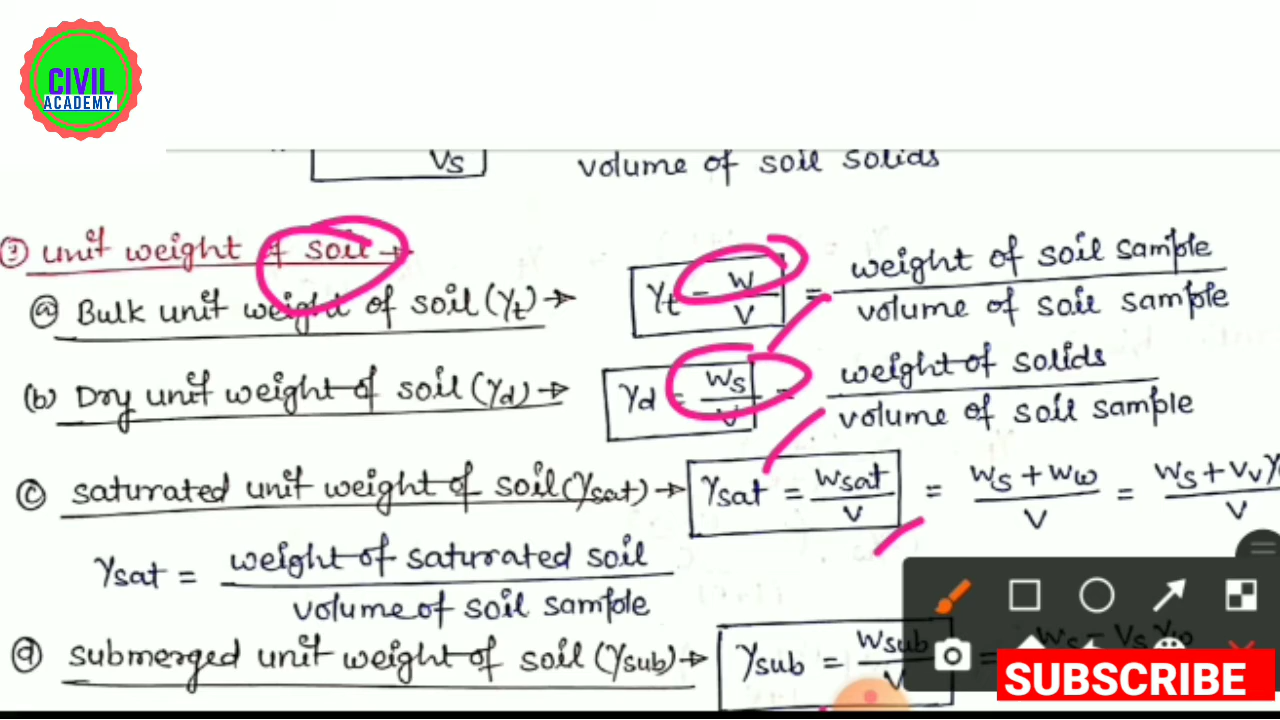 CIVIL
ACADEMY
Vs
volume of soil solids
③ unit weight of soil →
ⓐ Bulk unit weight of soil (γt) →
γt = W/V = weight of soil sample / volume of soil sample
(b) Dry unit weight of soil (γd) →
γd = Ws/V = weight of solids / volume of soil sample
ⓒ saturated unit weight of soil (γsat) → γsat = Wsat/V = Ws + Ww / V = Ws + Vv γ / V
γsat = weight of saturated soil / volume of soil sample
ⓓ submerged unit weight of soil (γsub) → γsub = Wsub/V =
SUBSCRIBE